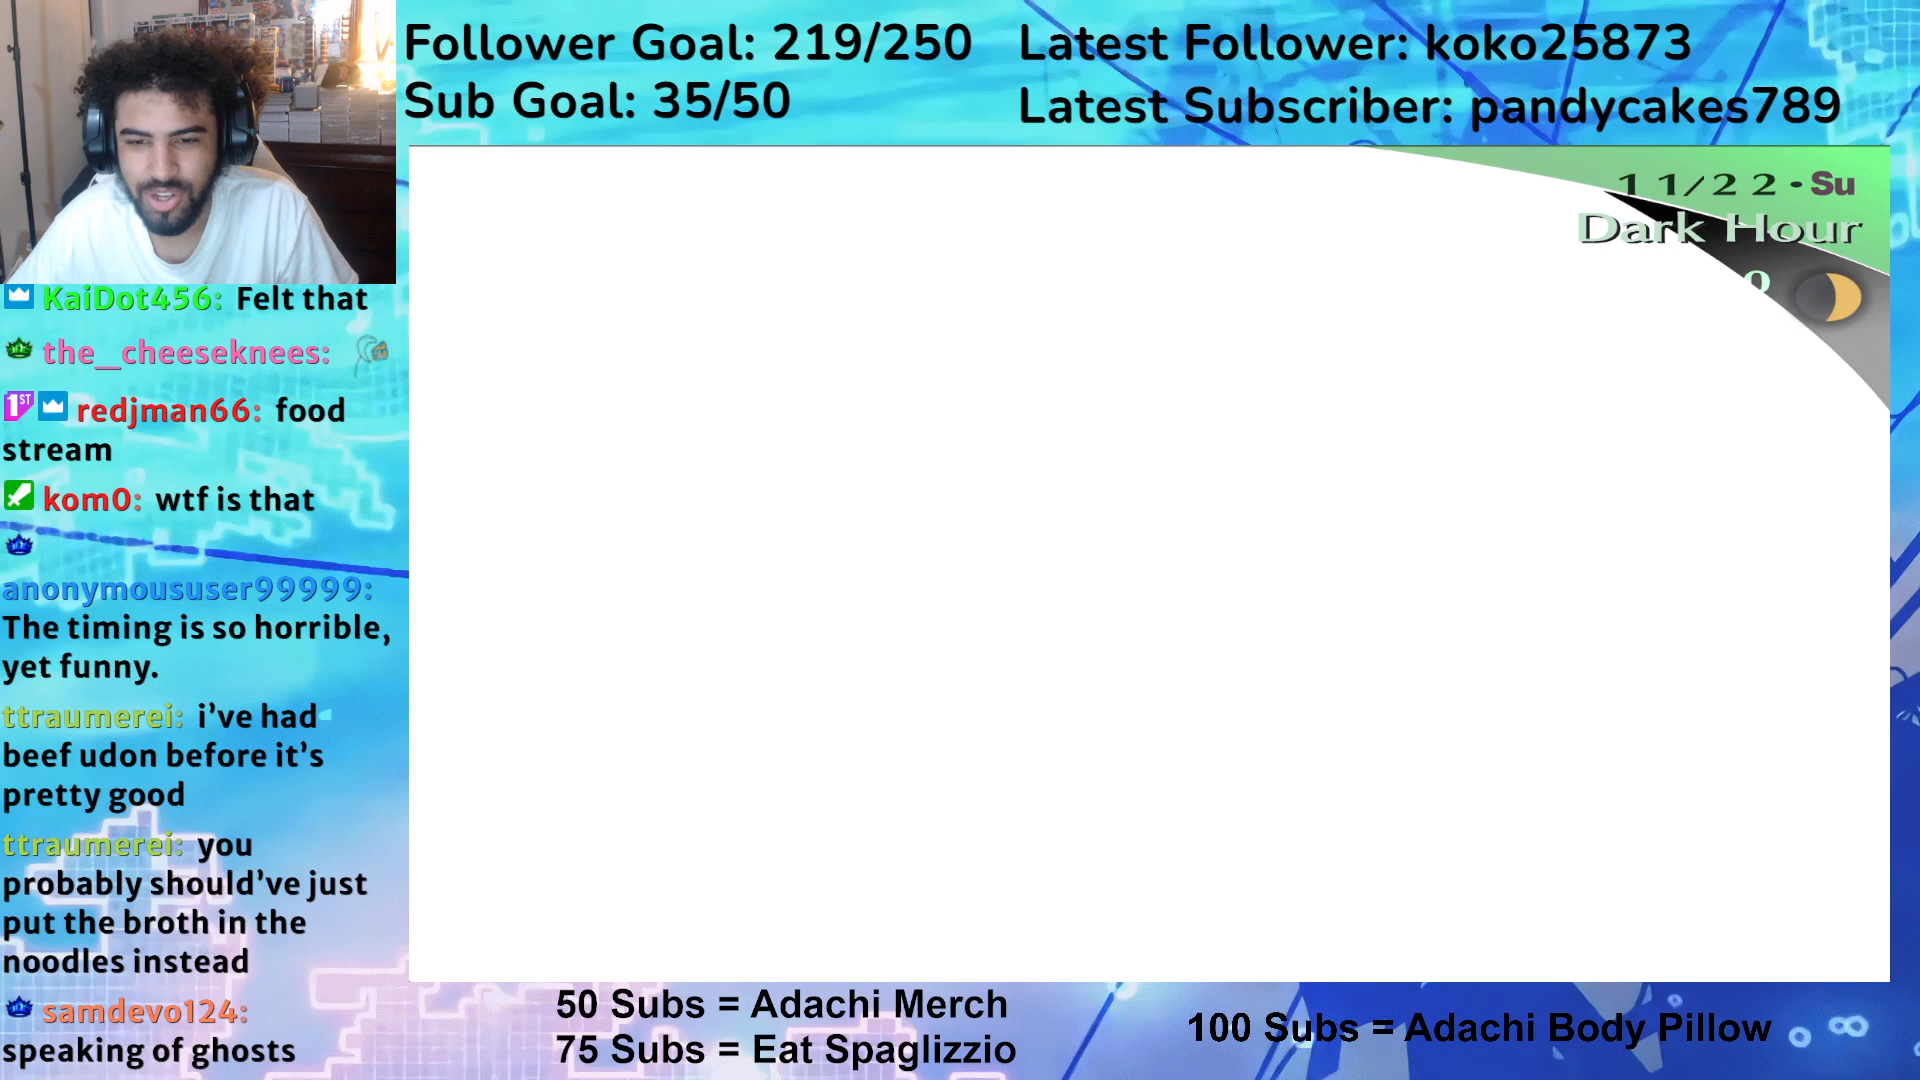 Follower Goal: 219/250
Sub Goal: 35/50
Latest Follower: koko25873
Latest Subscriber: pandycakes789
11/22・Su
Dark Hour
KaiDot456: Felt that
the__cheeseknees:
1ST redjman66: food
stream
kom0: wtf is that
anonymoususer99999:
The timing is so horrible,
yet funny.
ttraumerei: i’ve had
beef udon before it’s
pretty good
ttraumerei: you
probably should’ve just
put the broth in the
noodles instead
samdevo124:
speaking of ghosts
50 Subs = Adachi Merch
75 Subs = Eat Spaglizzio
100 Subs = Adachi Body Pillow